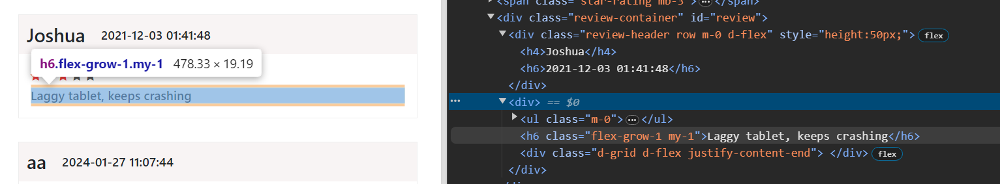 Joshua 2021-12-03 01:41:48
h6.flex-grow-1.my-1 478.33 × 19.19
Laggy tablet, keeps crashing
aa 2024-01-27 11:07:44
<span class="star-rating mb-3">…</span>
<div class="review-container" id="review">
<div class="review-header row m-0 d-flex" style="height:50px;"> flex
<h4>Joshua</h4>
<h6>2021-12-03 01:41:48</h6>
</div>
… <div> == $0
<ul class="m-0">…</ul>
<h6 class="flex-grow-1 my-1">Laggy tablet, keeps crashing</h6>
<div class="d-grid d-flex justify-content-end"> </div> flex
</div>